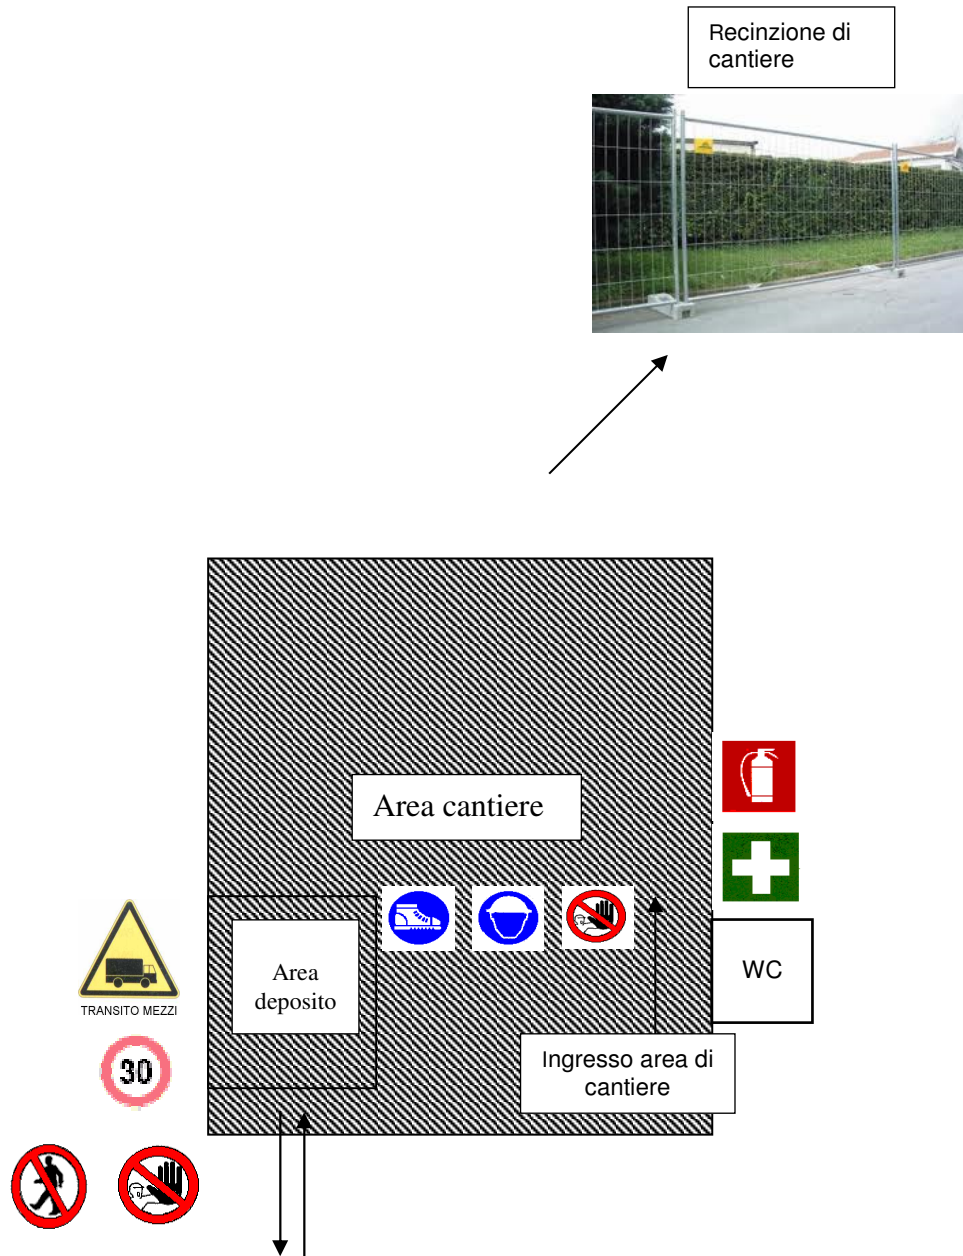 Recinzione di
cantiere
Area cantiere
Area
deposito
WC
TRANSITO MEZZI
Ingresso area di
cantiere
30